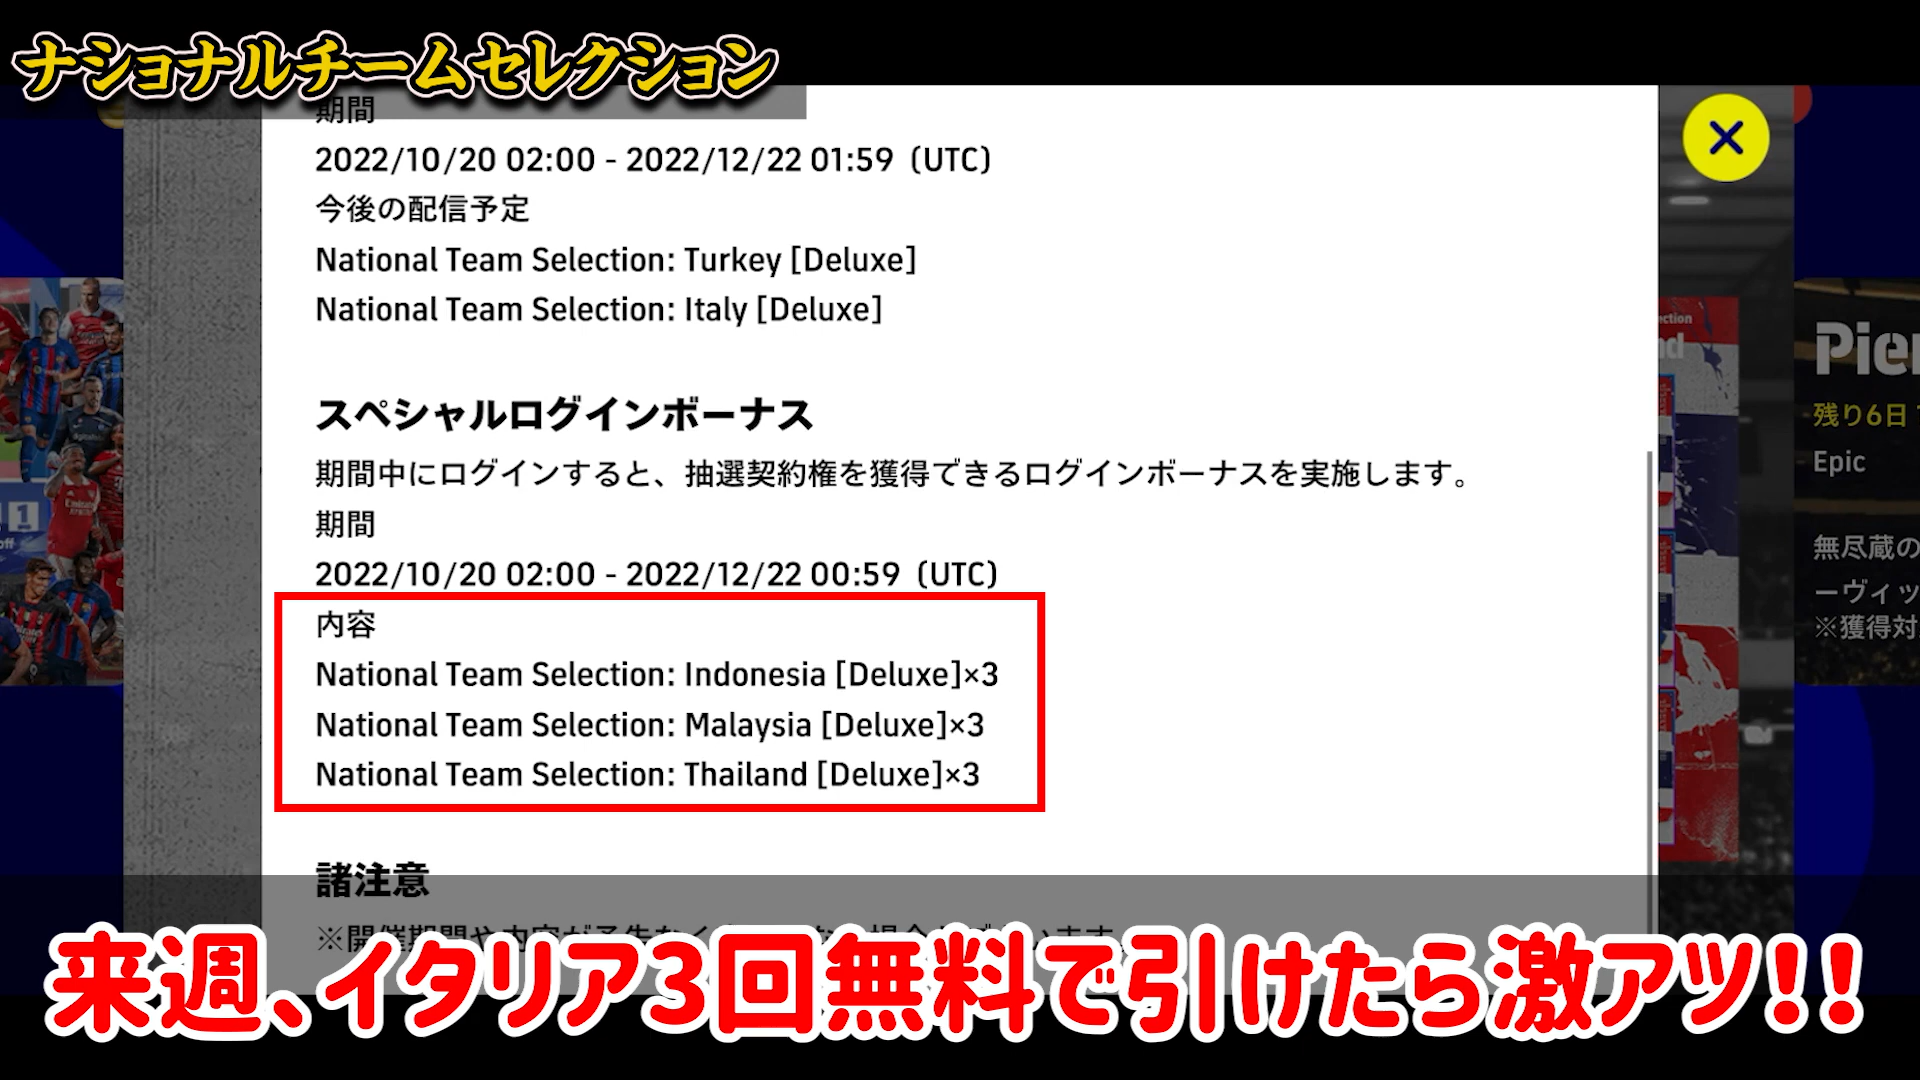 ナショナルチームセレクション
期間
2022/10/20 02:00 - 2022/12/22 01:59 (UTC)
今後の配信予定
National Team Selection: Turkey [Deluxe]
National Team Selection: Italy [Deluxe]
スペシャルログインボーナス
期間中にログインすると、抽選契約権を獲得できるログインボーナスを実施します。
期間
2022/10/20 02:00 - 2022/12/22 00:59 (UTC)
内容
National Team Selection: Indonesia [Deluxe]×3
National Team Selection: Malaysia [Deluxe]×3
National Team Selection: Thailand [Deluxe]×3
諸注意
来週、イタリア3回無料で引けたら激アツ!!
Pier
残り6日
Epic
無尽蔵の
ーヴィッ
※獲得対